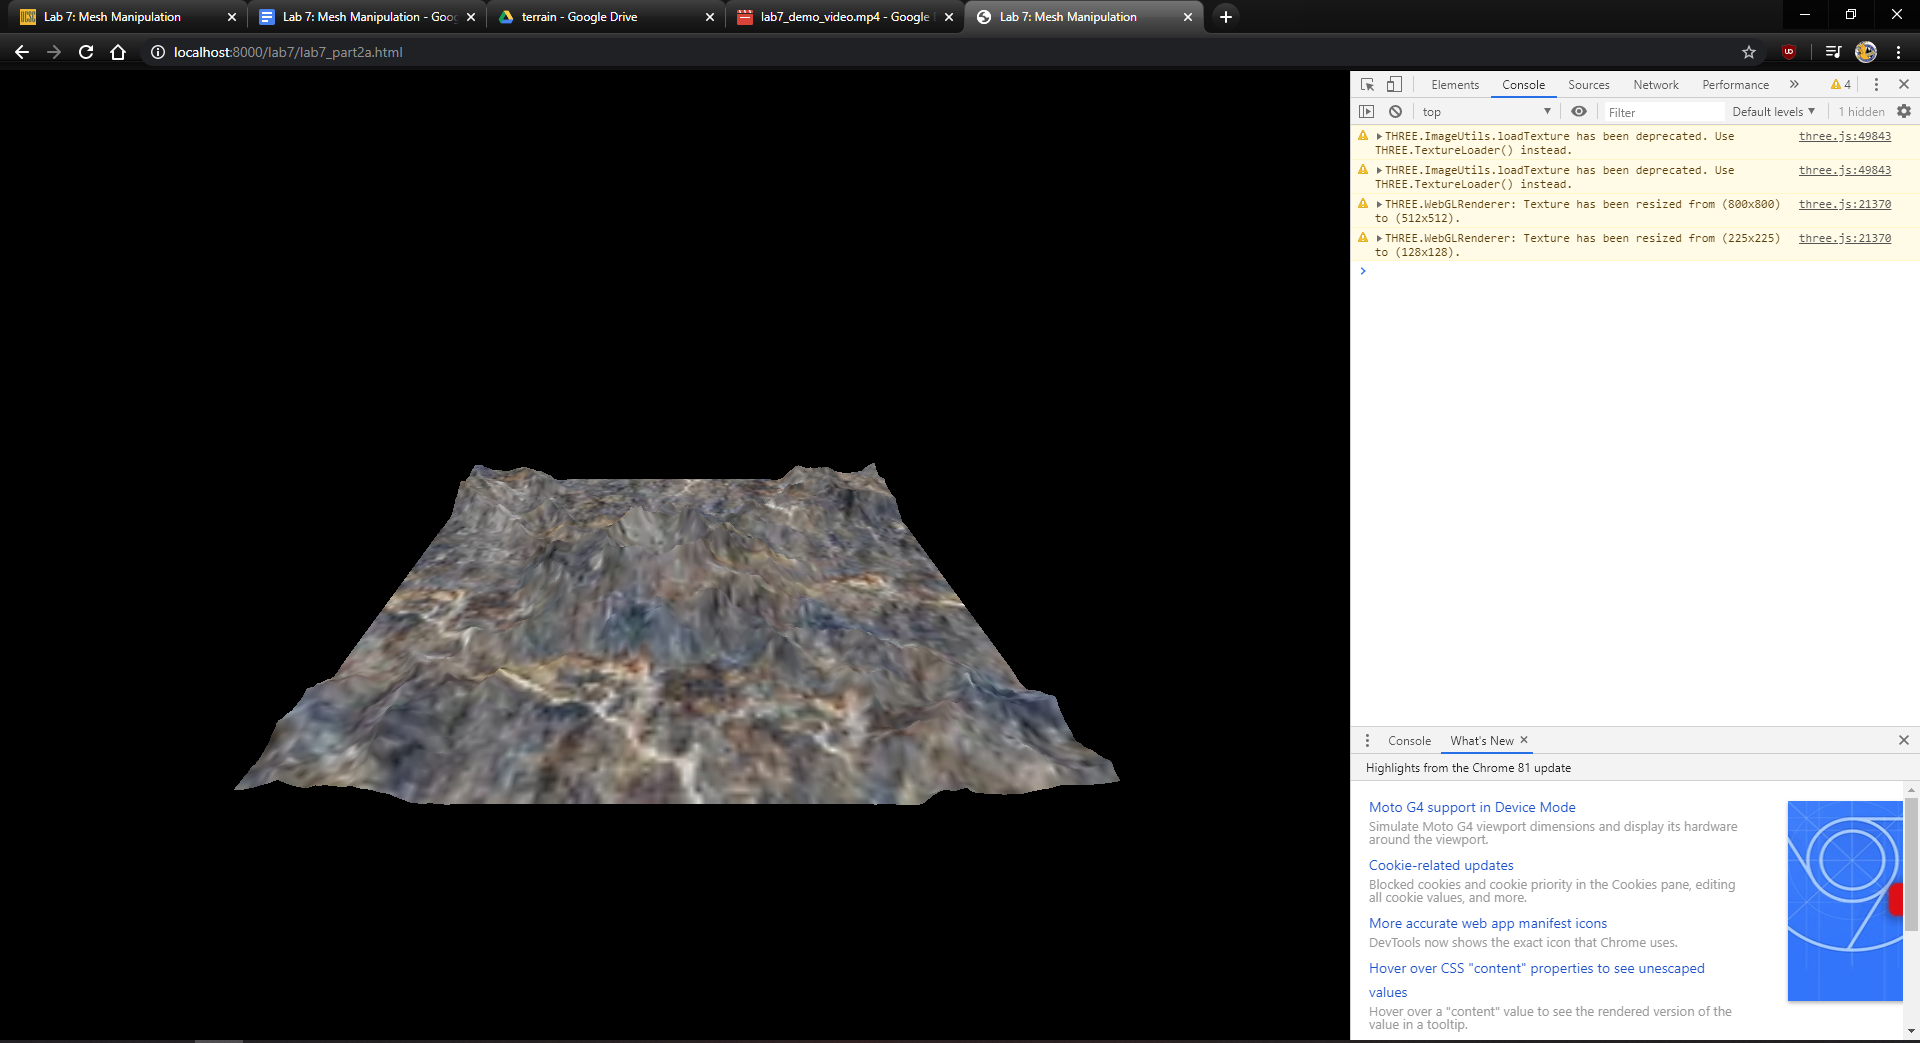 UCSC Lab 7: Mesh Manipulation
Lab 7: Mesh Manipulation - Goog
terrain - Google Drive
lab7_demo_video.mp4 - Google
Lab 7: Mesh Manipulation
localhost:8000/lab7/lab7_part2a.html
Elements Console Sources Network Performance » 4
top Filter Default levels 1 hidden
THREE.ImageUtils.loadTexture has been deprecated. Use three.js:49843
THREE.TextureLoader() instead.
THREE.ImageUtils.loadTexture has been deprecated. Use three.js:49843
THREE.TextureLoader() instead.
THREE.WebGLRenderer: Texture has been resized from (800x800) three.js:21370
to (512x512).
THREE.WebGLRenderer: Texture has been resized from (225x225) three.js:21370
to (128x128).
>
Console What's New
Highlights from the Chrome 81 update
Moto G4 support in Device Mode
Simulate Moto G4 viewport dimensions and display its hardware
around the viewport.
Cookie-related updates
Blocked cookies and cookie priority in the Cookies pane, editing
all cookie values, and more.
More accurate web app manifest icons
DevTools now shows the exact icon that Chrome uses.
Hover over CSS "content" properties to see unescaped
values
Hover over a "content" value to see the rendered version of the
value in a tooltip.